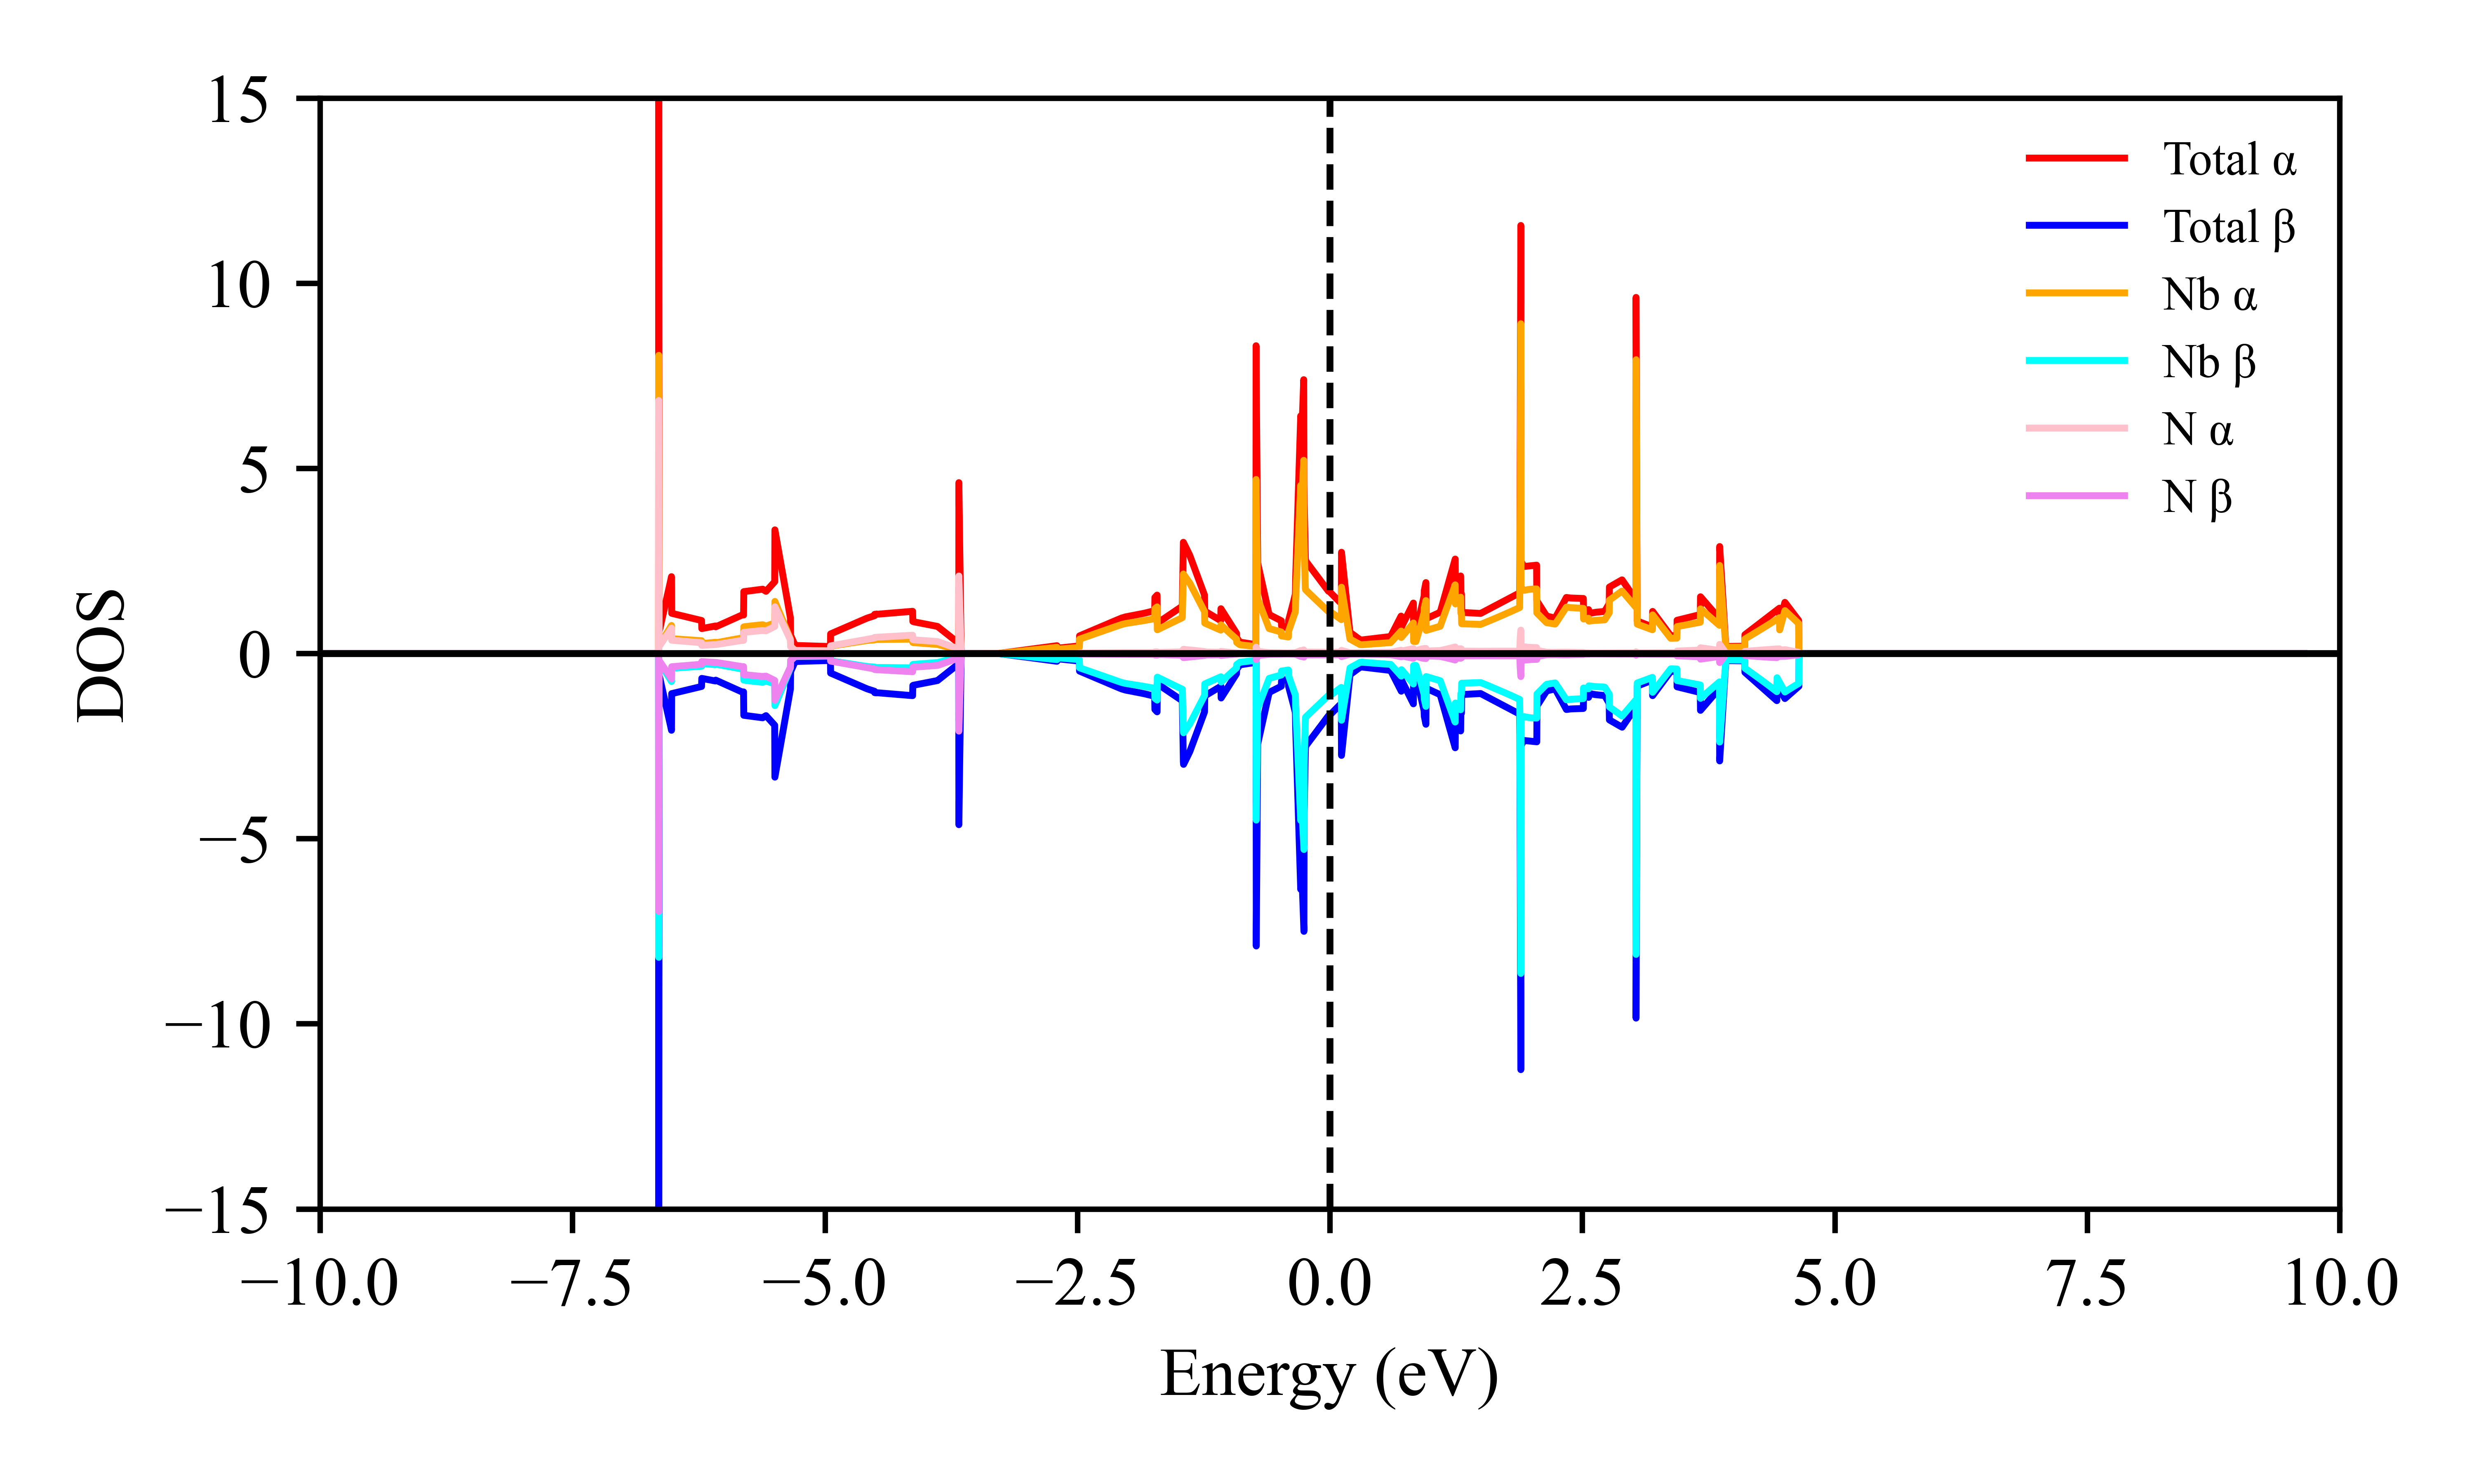 15
10
5
0
−5
−10
−15
DOS
Total α
Total β
Nb α
Nb β
N α
N β
−10.0 −7.5 −5.0 −2.5 0.0 2.5 5.0 7.5 10.0
Energy (eV)